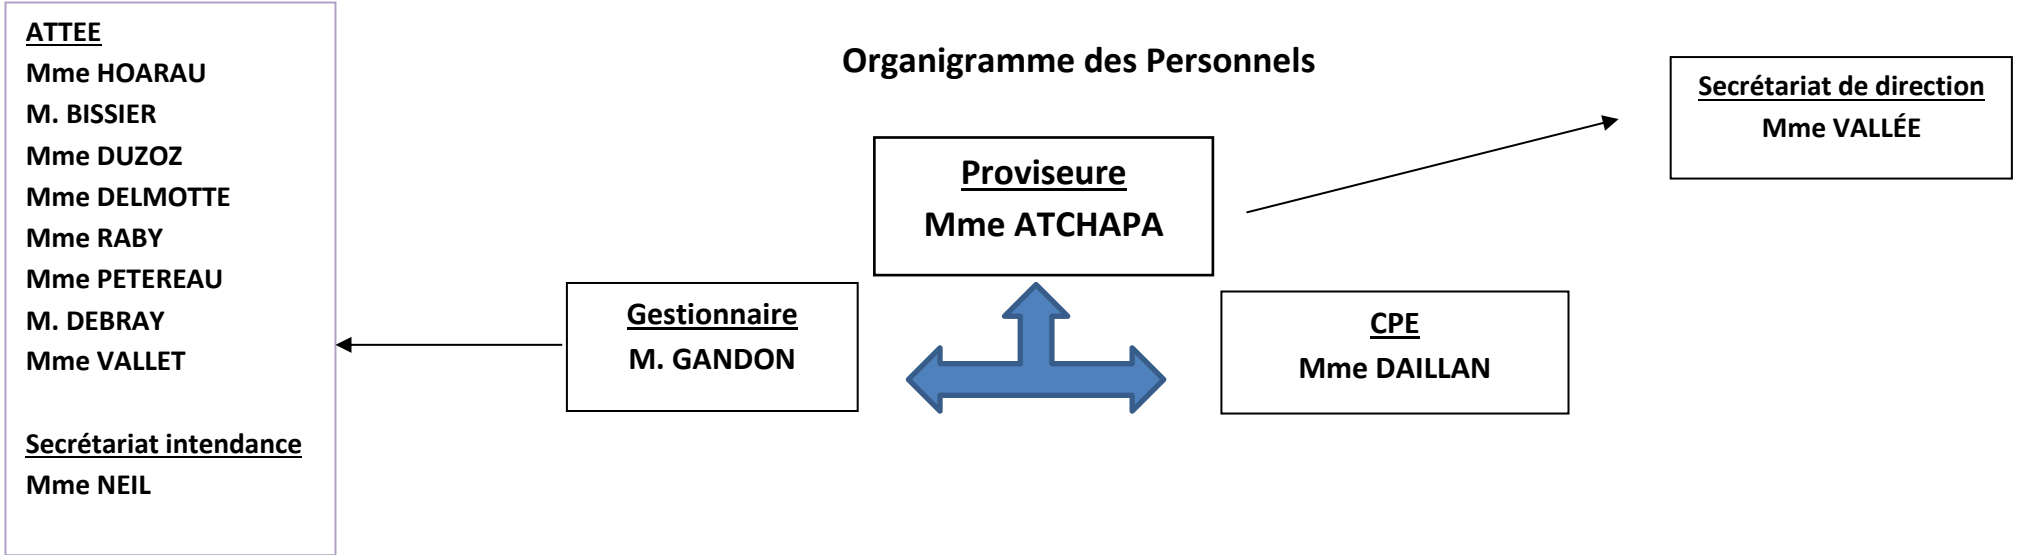 ATTEE
Mme HOARAU
M. BISSIER
Mme DUZOZ
Mme DELMOTTE
Mme RABY
Mme PETEREAU
M. DEBRAY
Mme VALLET
Secrétariat intendance
Mme NEIL
Organigramme des Personnels
Proviseure
Mme ATCHAPA
Secrétariat de direction
Mme VALLÉE
Gestionnaire
M. GANDON
CPE
Mme DAILLAN